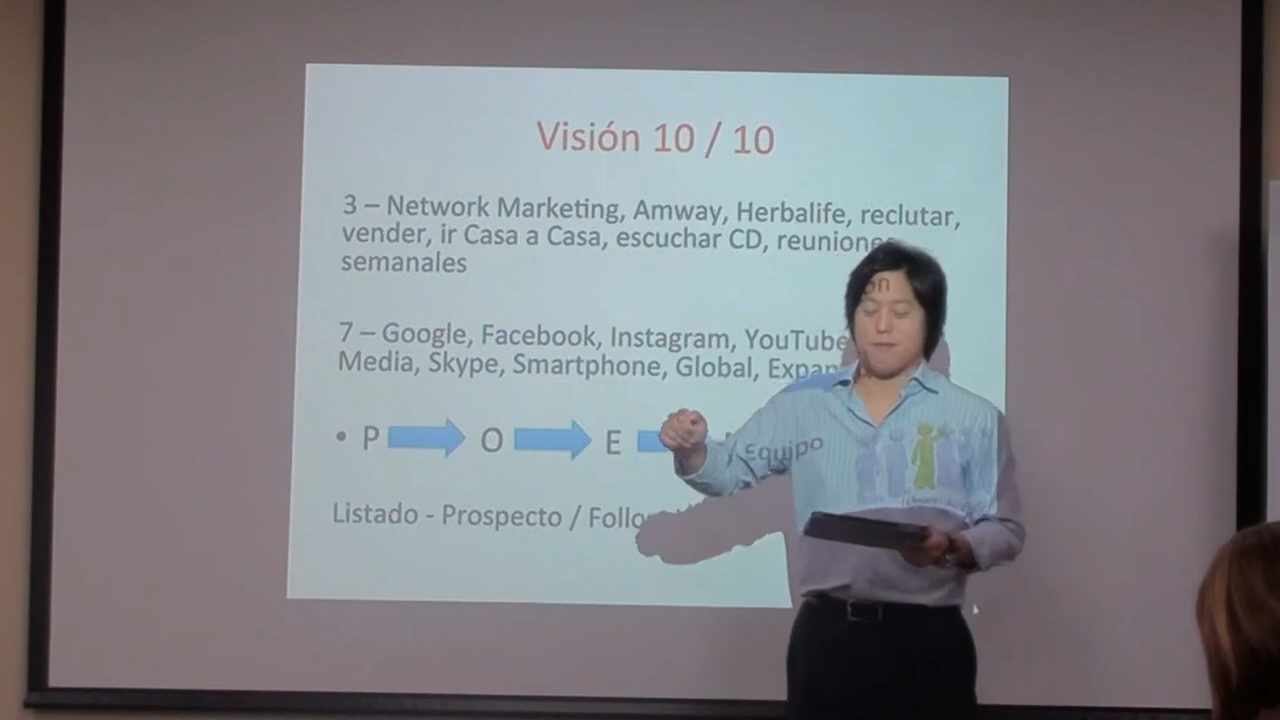 Visión 10 / 10
3 – Network Marketing, Amway, Herbalife, reclutar,
vender, ir Casa a Casa, escuchar CD, reuniones
semanales
7 – Google, Facebook, Instagram, YouTube
Media, Skype, Smartphone, Global, Expan
• P O E
Equipo
Listado - Prospecto / Follo